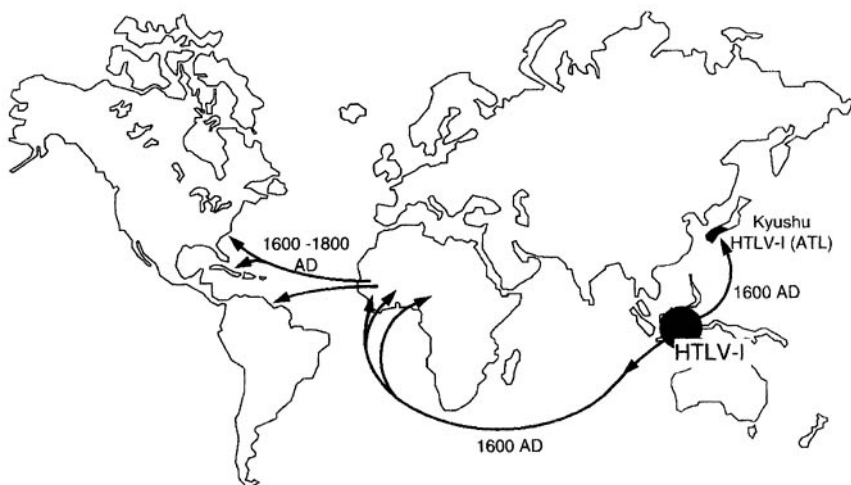 1600 -1800
AD
Kyushu
HTLV-I (ATL)
1600 AD
HTLV-I
1600 AD